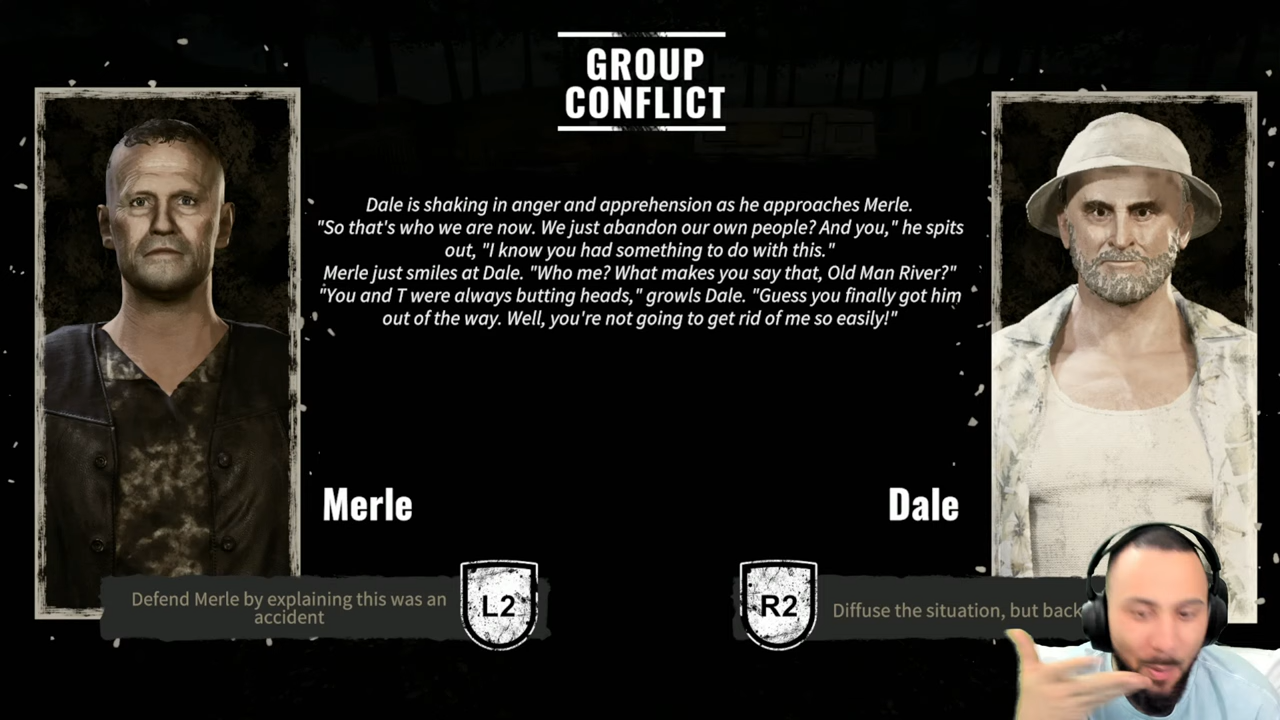 GROUP
CONFLICT
Dale is shaking in anger and apprehension as he approaches Merle.
"So that's who we are now. We just abandon our own people? And you," he spits
out, "I know you had something to do with this."
Merle just smiles at Dale. "Who me? What makes you say that, Old Man River?"
"You and T were always butting heads," growls Dale. "Guess you finally got him
out of the way. Well, you're not going to get rid of me so easily!"
Merle
Dale
Defend Merle by explaining this was an
accident
L2
R2
Diffuse the situation, but back